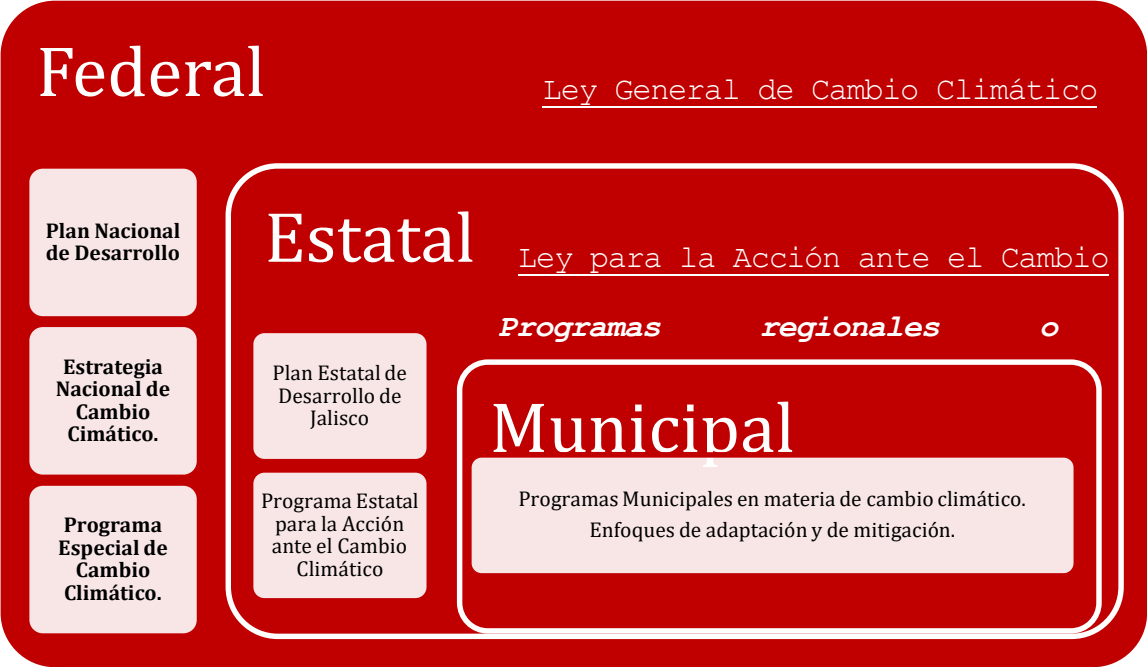 Federal
Ley General de Cambio Climático
Plan Nacional
de Desarrollo
Estrategia
Nacional de
Cambio
Cimático.
Programa
Especial de
Cambio
Climático.
Estatal
Ley para la Acción ante el Cambio
Programas regionales o
Plan Estatal de
Desarrollo de
Jalisco
Programa Estatal
para la Acción
ante el Cambio
Climático
Municipal
Programas Municipales en materia de cambio climático.
Enfoques de adaptación y de mitigación.